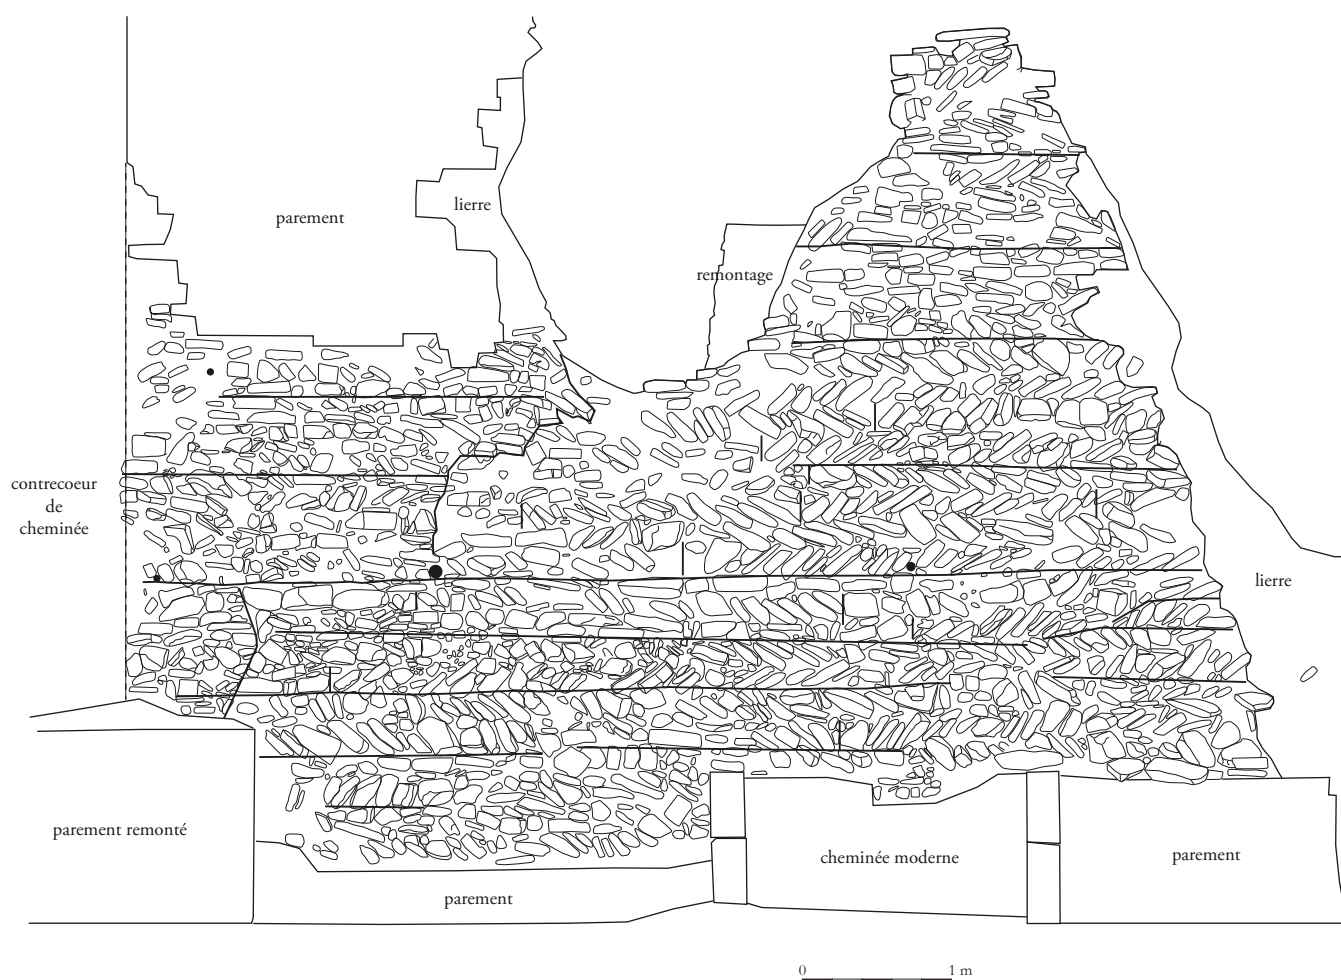 parement
lierre
remontage
contrecoeur
de
cheminée
lierre
parement remonté
cheminée moderne
parement
parement
0 1 m